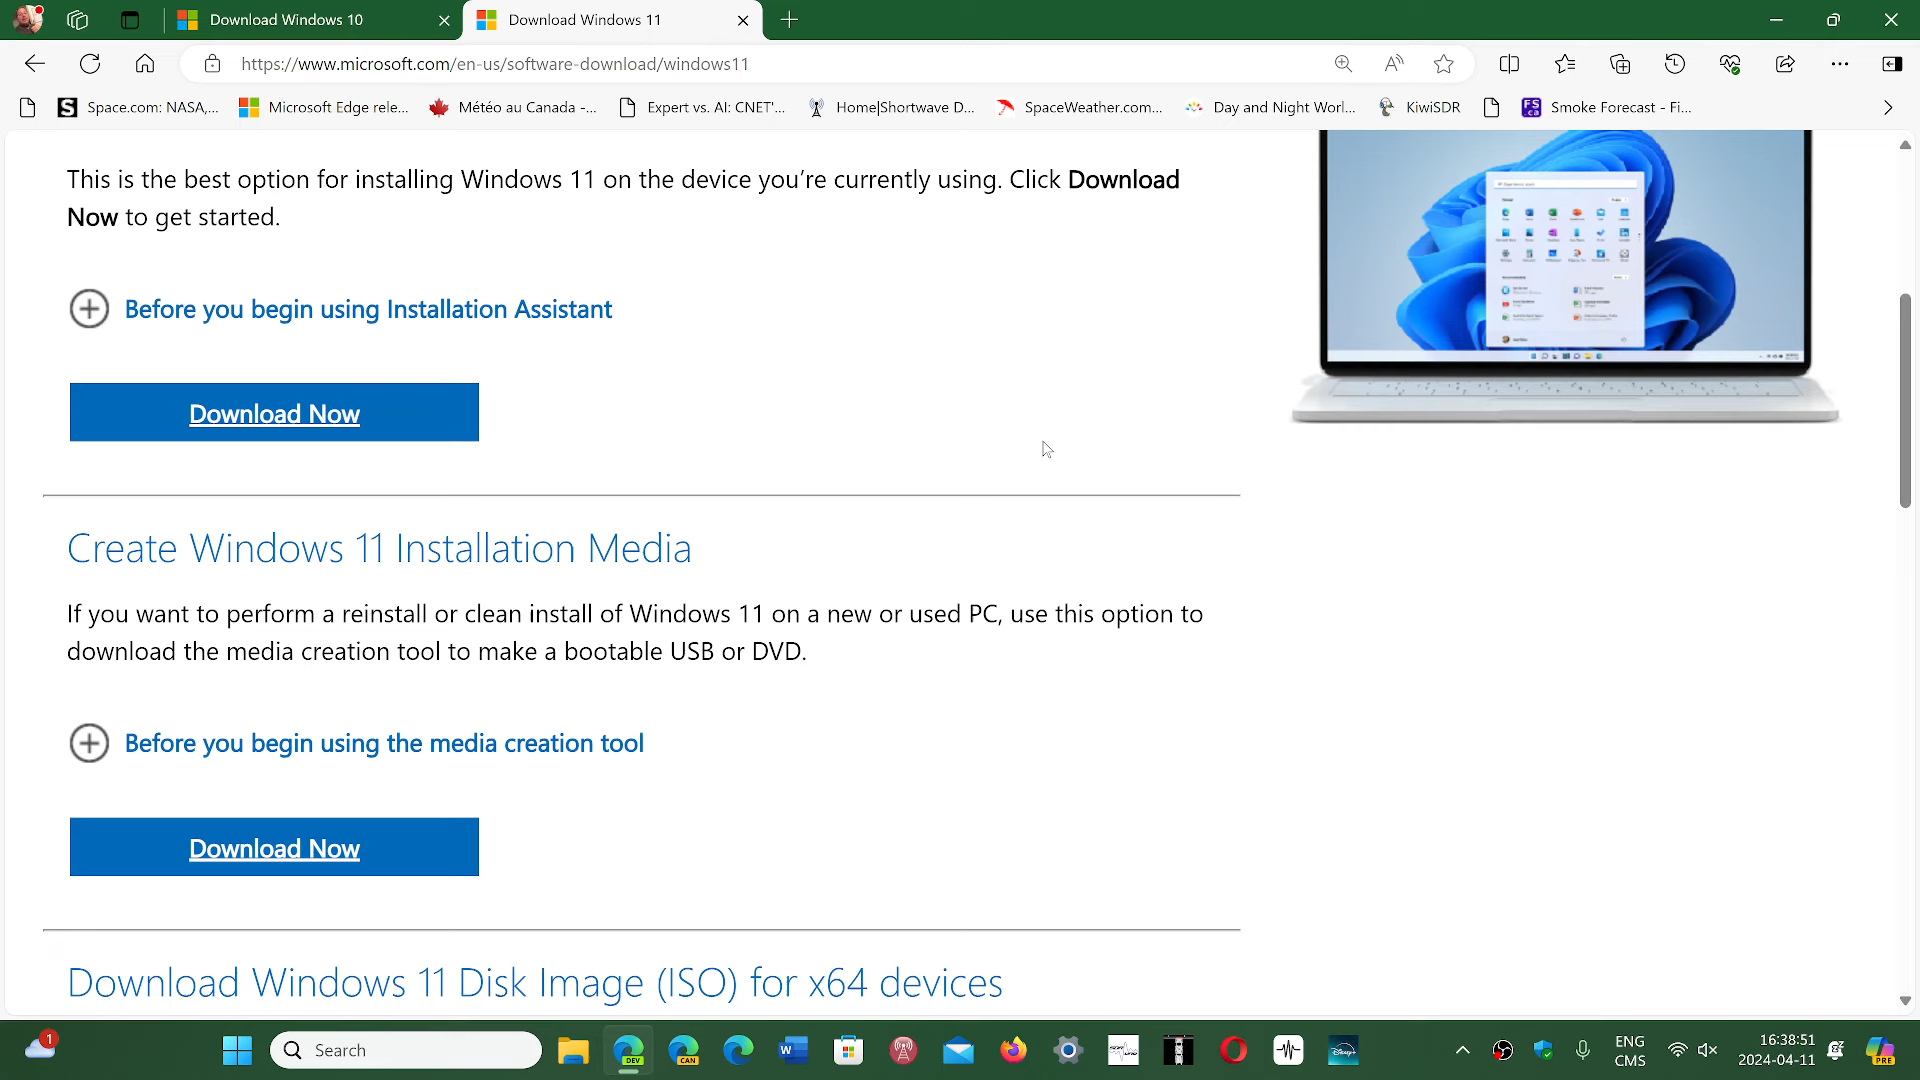 Download Windows 10
Download Windows 11
https://www.microsoft.com/en-us/software-download/windows11
Space.com: NASA,...
Microsoft Edge rele...
Météo au Canada -...
Expert vs. AI: CNET'...
Home|Shortwave D...
SpaceWeather.com...
Day and Night Worl...
KiwiSDR
FS.ca
Smoke Forecast - Fi...
This is the best option for installing Windows 11 on the device you’re currently using. Click Download
Now to get started.
Before you begin using Installation Assistant
Download Now
Create Windows 11 Installation Media
If you want to perform a reinstall or clean install of Windows 11 on a new or used PC, use this option to
download the media creation tool to make a bootable USB or DVD.
Before you begin using the media creation tool
Download Now
Download Windows 11 Disk Image (ISO) for x64 devices
1
Search
DEV
CAN
Disney+
ENG
CMS
16:38:51
2024-04-11
PRE